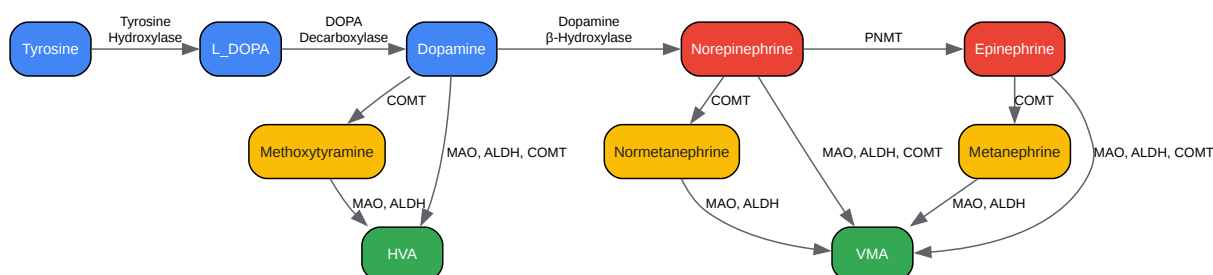 Tyrosine
Tyrosine
Hydroxylase
L_DOPA
DOPA
Decarboxylase
Dopamine
Dopamine
β-Hydroxylase
Norepinephrine
PNMT
Epinephrine
COMT
COMT
COMT
Methoxytyramine
MAO, ALDH, COMT
Normetanephrine
MAO, ALDH, COMT
Metanephrine
MAO, ALDH, COMT
MAO, ALDH
MAO, ALDH
MAO, ALDH
HVA
VMA